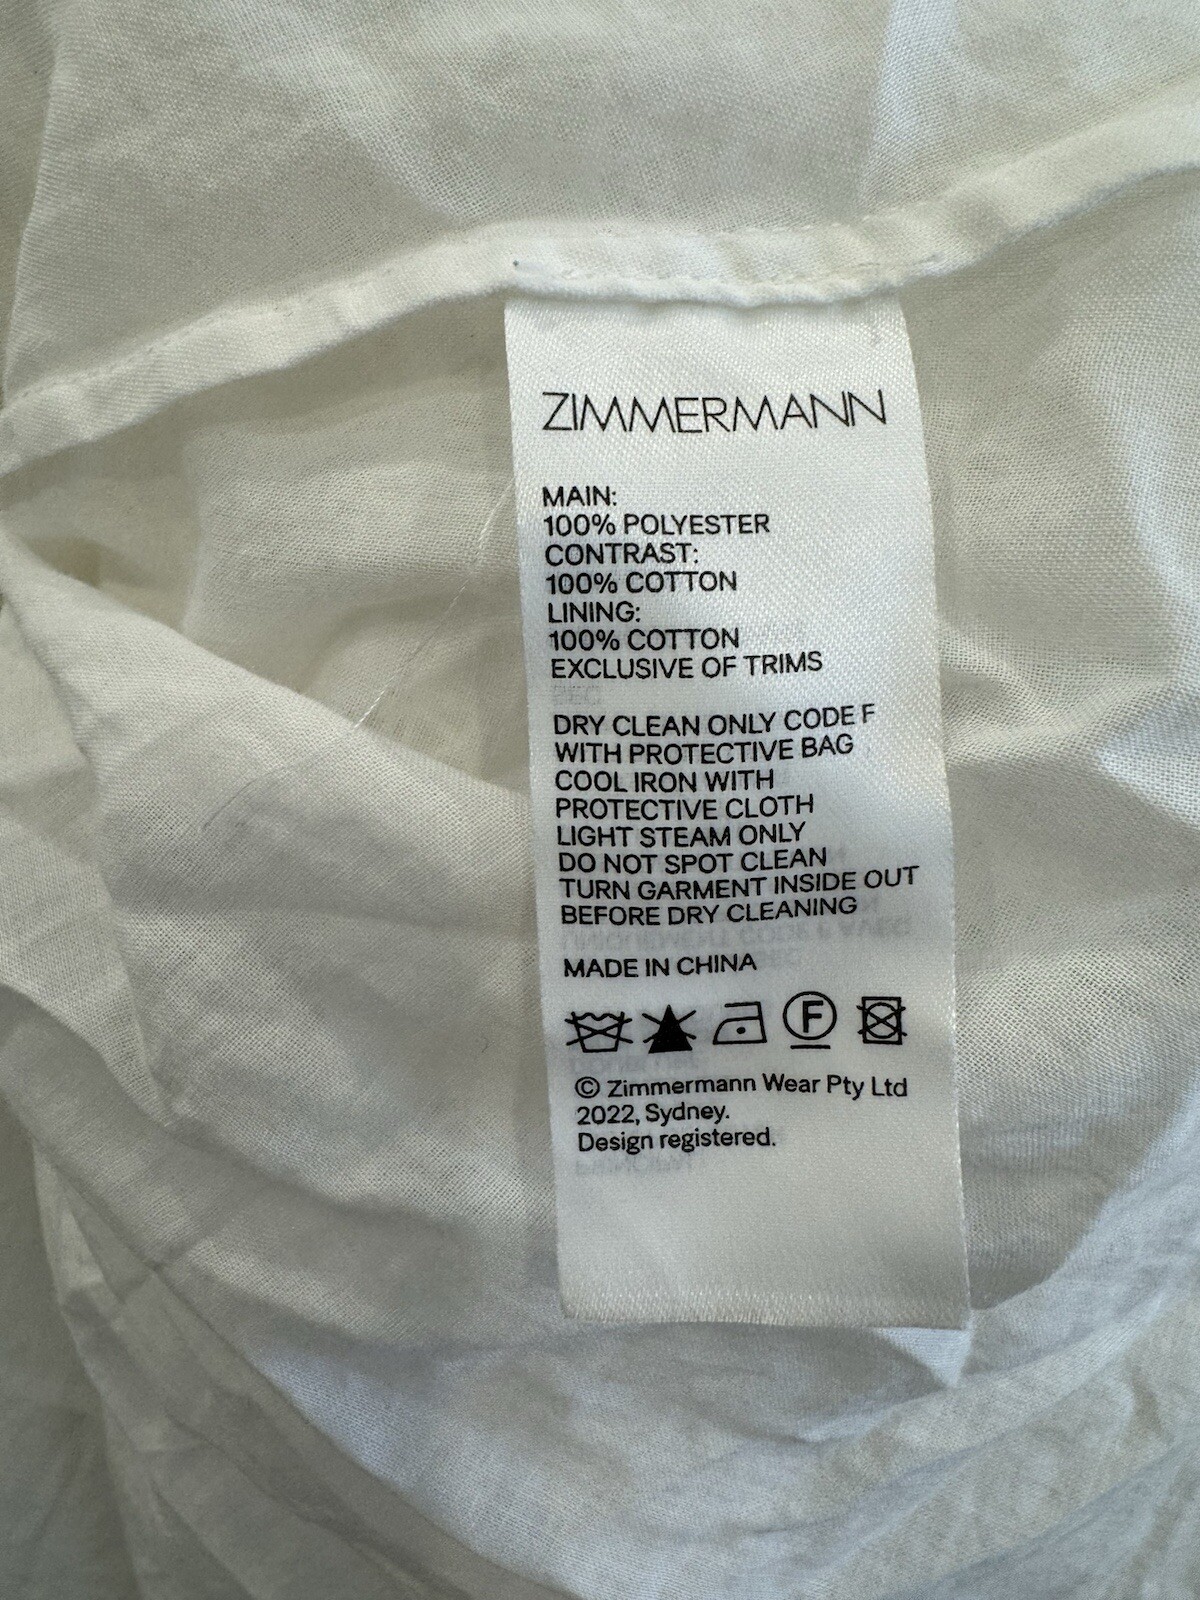 ZIMMERMANN
MAIN:
100% POLYESTER
CONTRAST:
100% COTTON
LINING:
100% COTTON
EXCLUSIVE OF TRIMS
DRY CLEAN ONLY CODE F
WITH PROTECTIVE BAG
COOL IRON WITH
PROTECTIVE CLOTH
LIGHT STEAM ONLY
DO NOT SPOT CLEAN
TURN GARMENT INSIDE OUT
BEFORE DRY CLEANING
MADE IN CHINA
F
© Zimmermann Wear Pty Ltd
2022, Sydney.
Design registered.